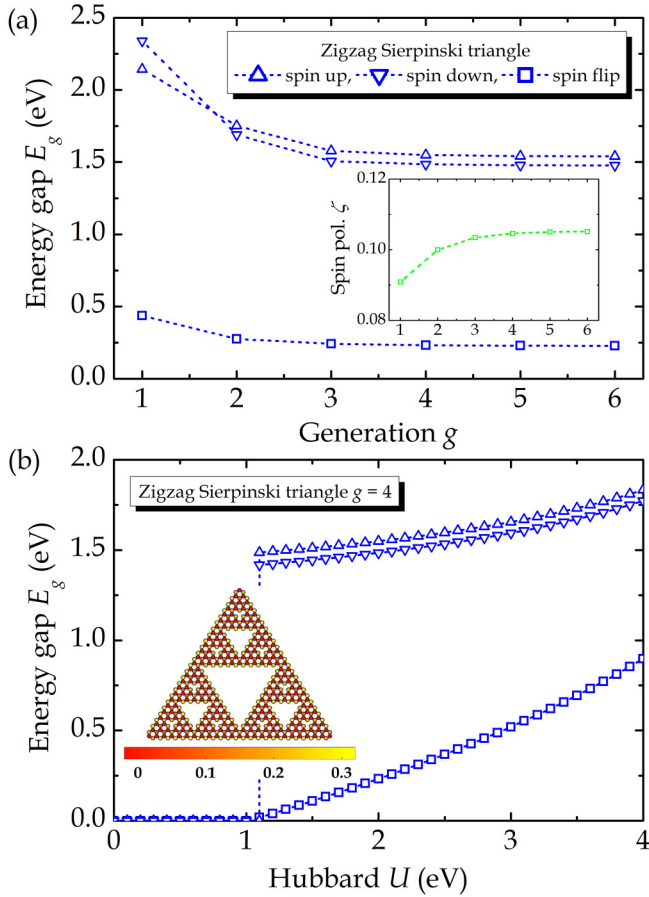 (a)
Zigzag Sierpinski triangle
spin up, spin down, spin flip
Energy gap E_g (eV)
2.5
2.0
1.5
1.0
0.5
0.0
Spin pol. ζ
0.12
0.10
0.08
1 2 3 4 5 6
1 2 3 4 5 6
Generation g
(b)
Zigzag Sierpinski triangle g = 4
Energy gap E_g (eV)
2.0
1.5
1.0
0.5
0.0
0 0.1 0.2 0.3
0 1 2 3 4
Hubbard U (eV)